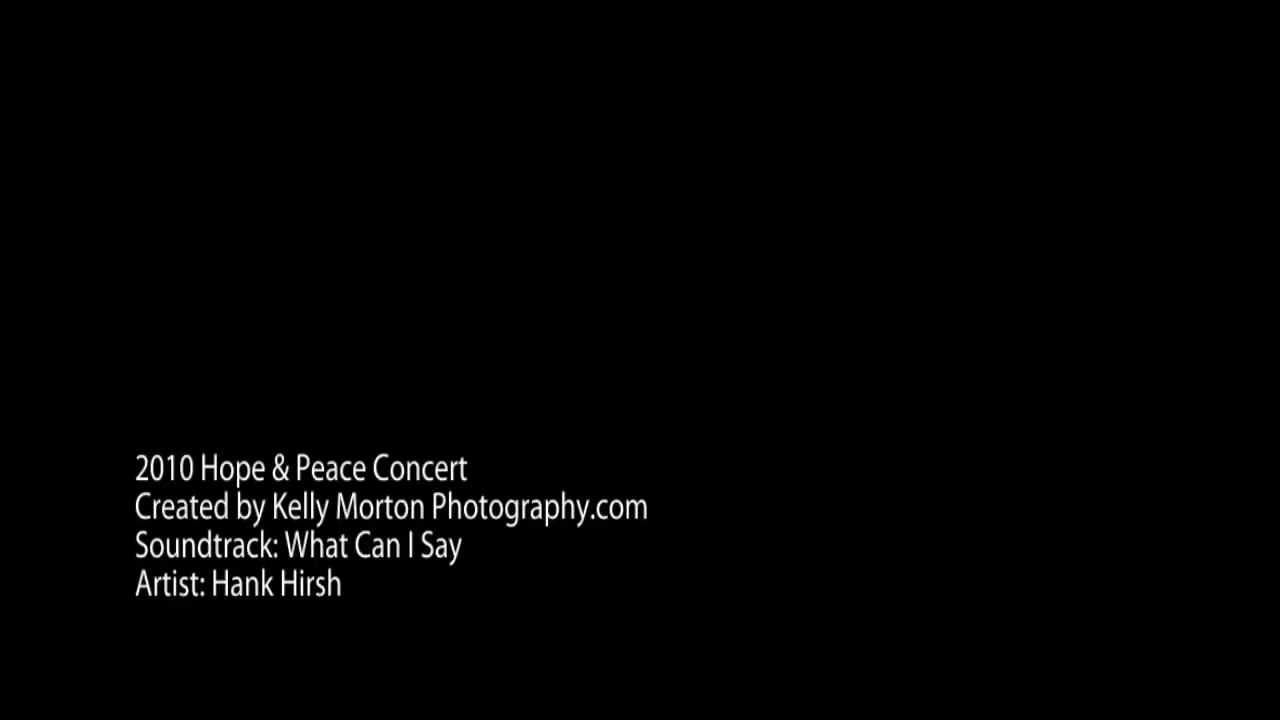 2010 Hope & Peace Concert
Created by Kelly Morton Photography.com
Soundtrack: What Can I Say
Artist: Hank Hirsh